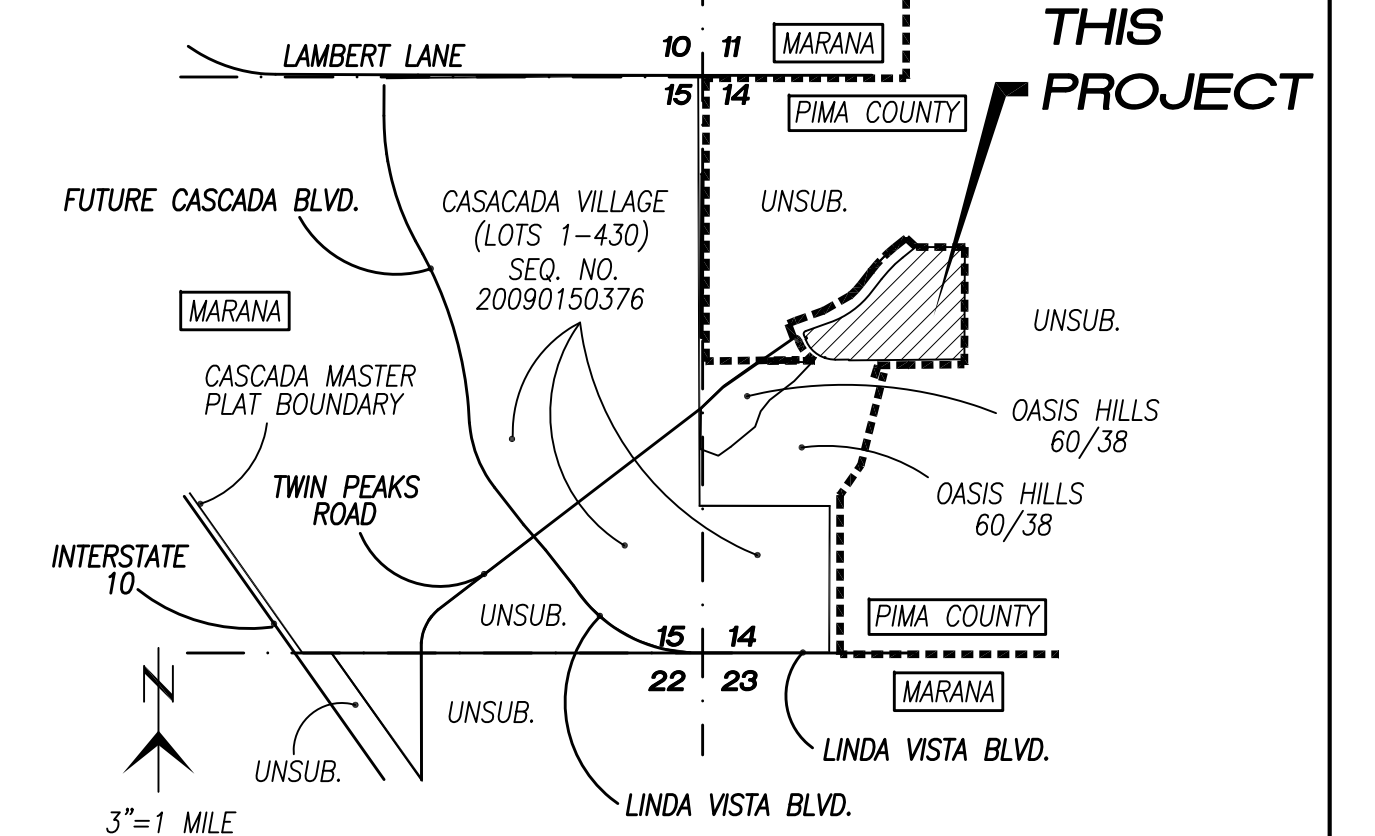 THIS
PROJECT
LAMBERT LANE
10
11
MARANA
15
14
PIMA COUNTY
FUTURE CASCADA BLVD.
CASACADA VILLAGE
(LOTS 1-430)
SEQ. NO.
20090150376
UNSUB.
MARANA
UNSUB.
CASCADA MASTER
PLAT BOUNDARY
OASIS HILLS
60/38
TWIN PEAKS
ROAD
OASIS HILLS
60/38
INTERSTATE
10
UNSUB.
15
14
PIMA COUNTY
22
23
MARANA
N
UNSUB.
UNSUB.
LINDA VISTA BLVD.
LINDA VISTA BLVD.
3"=1 MILE